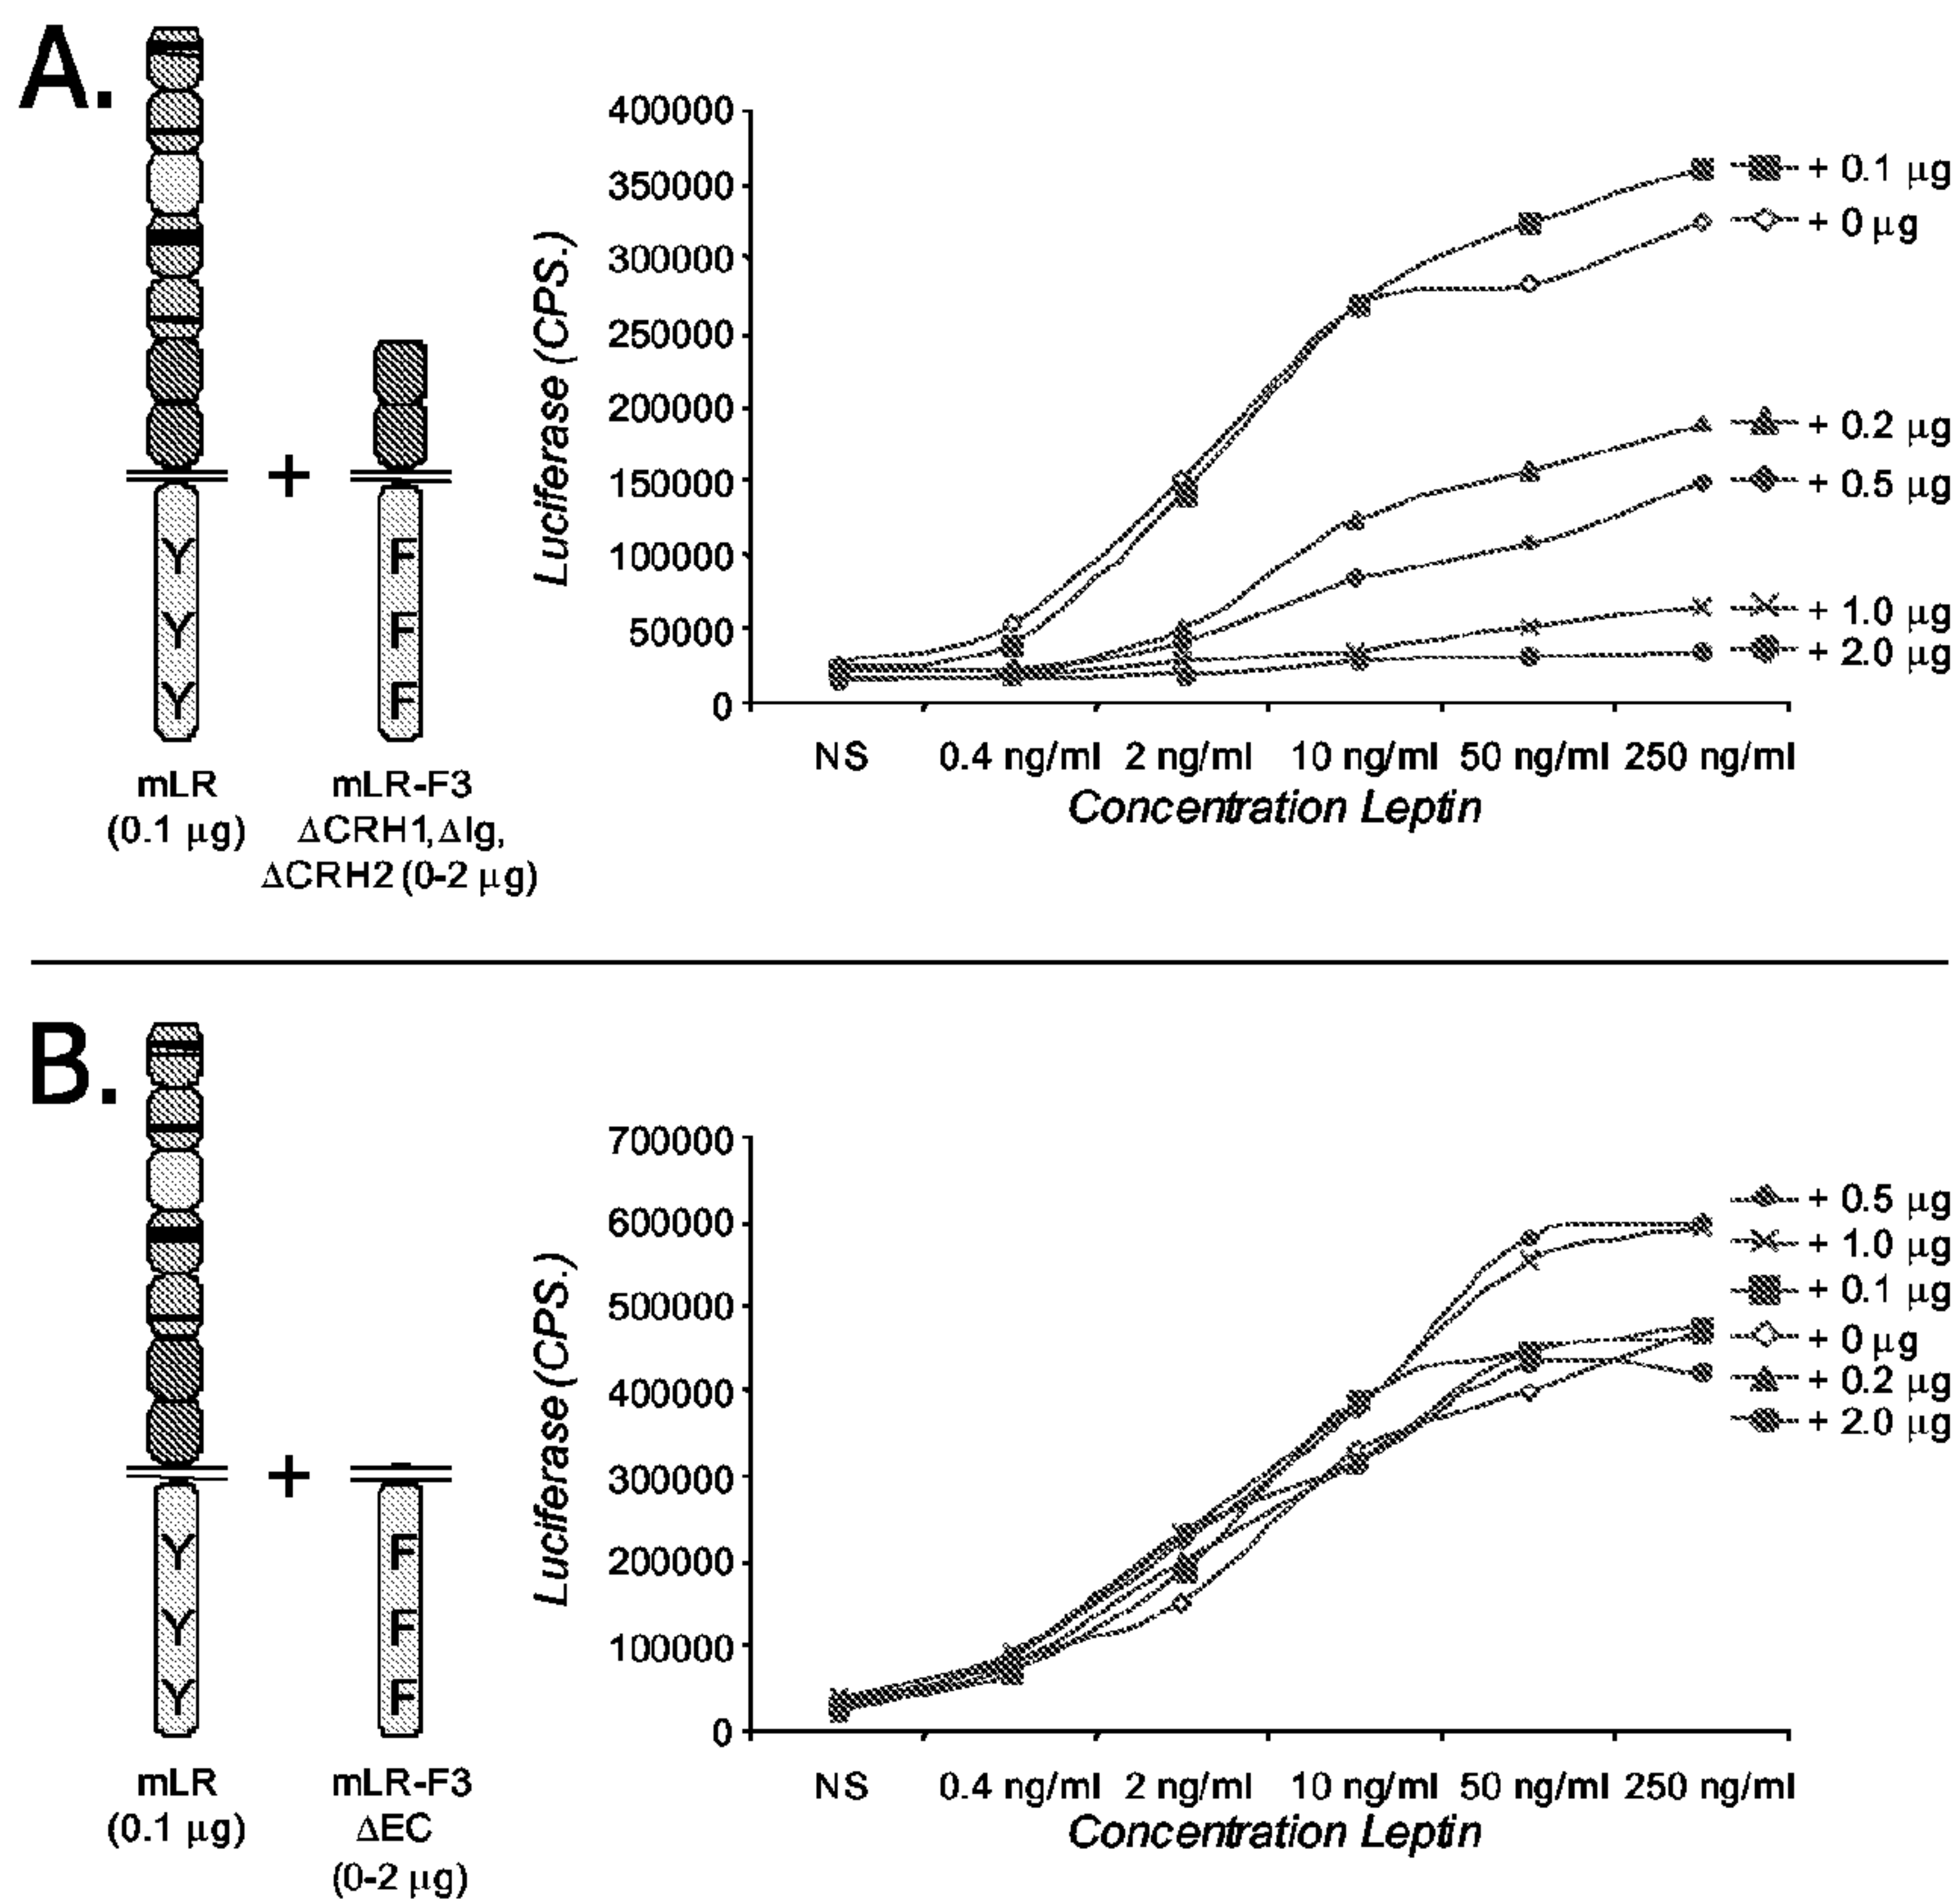 A.
400000
350000
300000
250000
200000
150000
100000
50000
0
Luciferase (CPS.)
+ 0.1 µg
+ 0 µg
+ 0.2 µg
+ 0.5 µg
+ 1.0 µg
+ 2.0 µg
NS 0.4 ng/ml 2 ng/ml 10 ng/ml 50 ng/ml 250 ng/ml
Concentration Leptin
+
Y
Y
Y
F
F
F
mLR
(0.1 µg)
mLR-F3
ΔCRH1, ΔIg,
ΔCRH2 (0-2 µg)
B.
700000
600000
500000
400000
300000
200000
100000
0
Luciferase (CPS.)
+ 0.5 µg
+ 1.0 µg
+ 0.1 µg
+ 0 µg
+ 0.2 µg
+ 2.0 µg
NS 0.4 ng/ml 2 ng/ml 10 ng/ml 50 ng/ml 250 ng/ml
Concentration Leptin
+
Y
Y
Y
F
F
F
mLR
(0.1 µg)
mLR-F3
ΔEC
(0-2 µg)